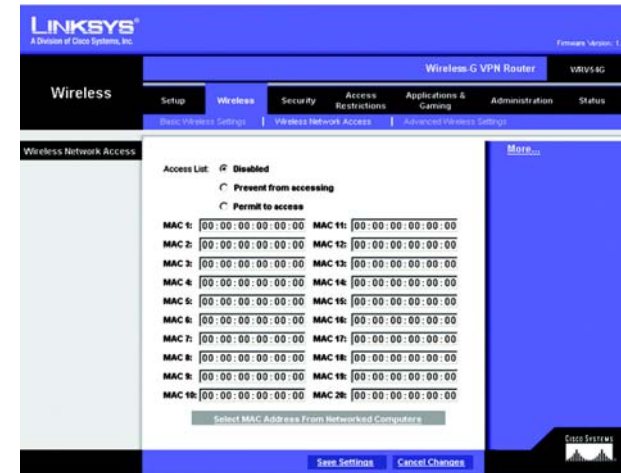 LINKSYS®
A Division of Cisco Systems, Inc.
Firmware Version: 1
Wireless-G VPN Router WRV54G
Wireless
Setup Wireless Security Access Restrictions Applications & Gaming Administration Status
Basic Wireless Settings | Wireless Network Access | Advanced Wireless Settings
Wireless Network Access
More...
Access List: Disabled
Prevent from accessing
Permit to access
MAC 1: 00:00:00:00:00:00 MAC 11: 00:00:00:00:00:00
MAC 2: 00:00:00:00:00:00 MAC 12: 00:00:00:00:00:00
MAC 3: 00:00:00:00:00:00 MAC 13: 00:00:00:00:00:00
MAC 4: 00:00:00:00:00:00 MAC 14: 00:00:00:00:00:00
MAC 5: 00:00:00:00:00:00 MAC 15: 00:00:00:00:00:00
MAC 6: 00:00:00:00:00:00 MAC 16: 00:00:00:00:00:00
MAC 7: 00:00:00:00:00:00 MAC 17: 00:00:00:00:00:00
MAC 8: 00:00:00:00:00:00 MAC 18: 00:00:00:00:00:00
MAC 9: 00:00:00:00:00:00 MAC 19: 00:00:00:00:00:00
MAC 10: 00:00:00:00:00:00 MAC 20: 00:00:00:00:00:00
Select MAC Address From Networked Computers
Save Settings Cancel Changes
CISCO SYSTEMS